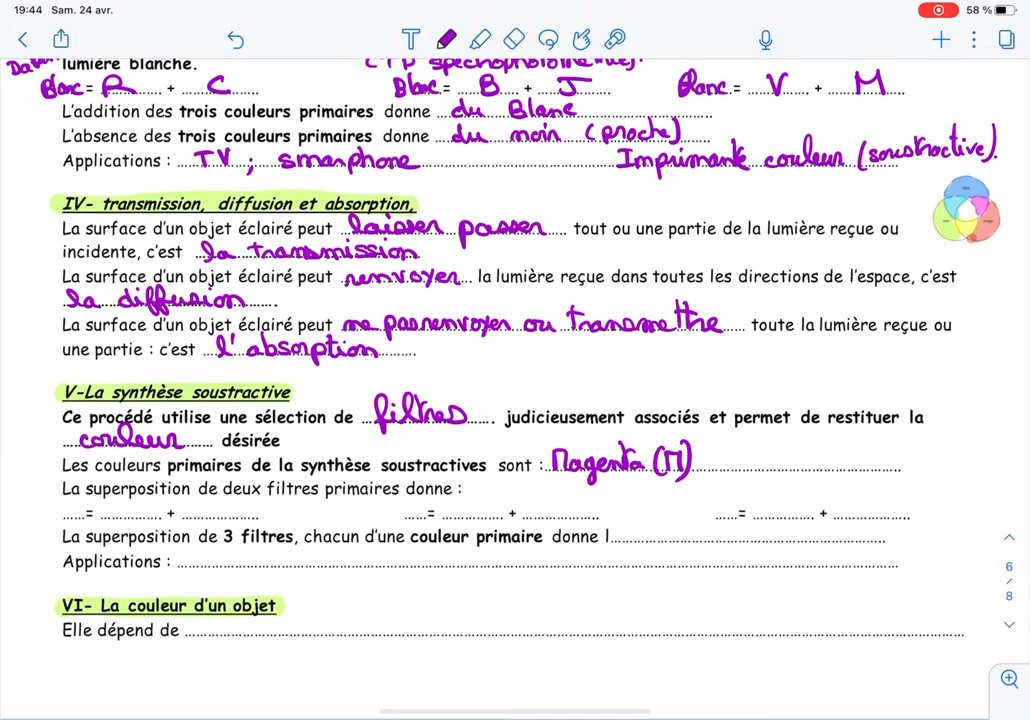 19:44 Sam. 24 avr. 58 %
lumière blanche.
Blanc = R + C Blanc = B + J Blanc = V + M
L'addition des trois couleurs primaires donne du Blanc
L'absence des trois couleurs primaires donne du noir (proche)
Applications : TV ; smarphone Imprimante couleur (soustractive).
IV- transmission, diffusion et absorption,
La surface d'un objet éclairé peut laisser passer tout ou une partie de la lumière reçue ou
incidente, c'est la transmission.
La surface d'un objet éclairé peut renvoyer la lumière reçue dans toutes les directions de l'espace, c'est
la diffusion.
La surface d'un objet éclairé peut ne pas renvoyer ou transmettre toute la lumière reçue ou
une partie : c'est l'absorption
V-La synthèse soustractive
Ce procédé utilise une sélection de filtres. judicieusement associés et permet de restituer la
couleur désirée
Les couleurs primaires de la synthèse soustractives sont : Magenta (M)
La superposition de deux filtres primaires donne :
......= ................ + .................... ......= ................ + .................... ......= ................ + ....................
La superposition de 3 filtres, chacun d'une couleur primaire donne l..............................
Applications : ..............................
VI- La couleur d'un objet
Elle dépend de ..............................
6
/
8